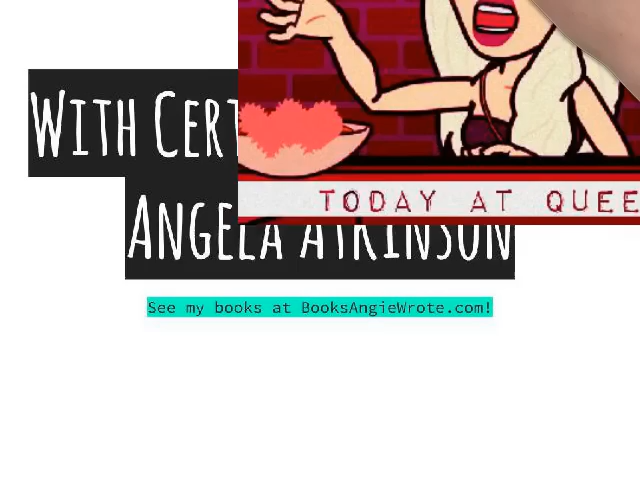 With Cert
Angela Atkinson
TODAY AT QUEE
See my books at BooksAngieWrote.com!